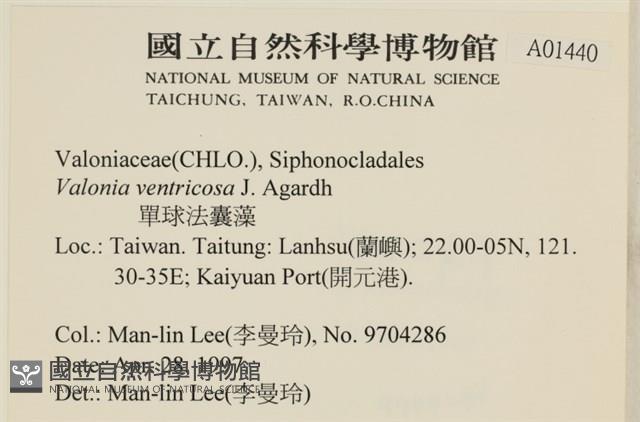 國立自然科學博物館
A01440
NATIONAL MUSEUM OF NATURAL SCIENCE
TAICHUNG, TAIWAN, R.O.CHINA
Valoniaceae(CHLO.), Siphonocladales
Valonia ventricosa J. Agardh
單球法囊藻
Loc.: Taiwan. Taitung: Lanhsu(蘭嶼); 22.00-05N, 121.
30-35E; Kaiyuan Port(開元港).
Col.: Man-lin Lee(李曼玲), No. 9704286
Date: Apr. 28, 1997
國立自然科學博物館
NATIONAL MUSEUM OF NATURAL SCIENCE
Det.: Man-lin Lee(李曼玲)